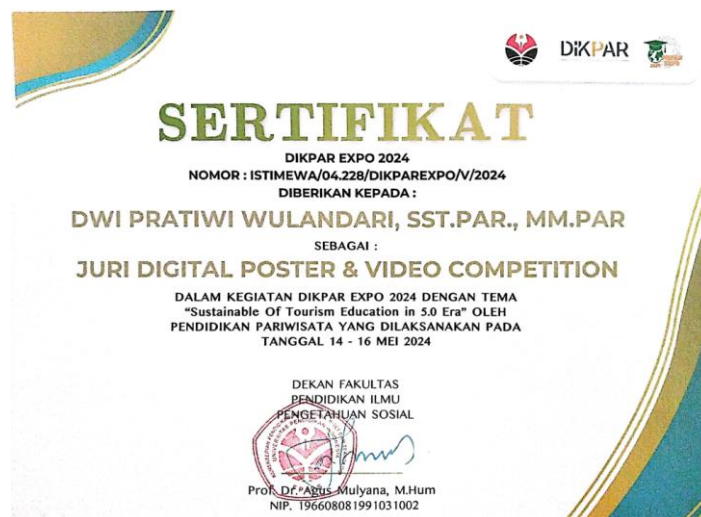 DIKPAR
SERTIFIKAT
DIKPAR EXPO 2024
NOMOR : ISTIMEWA/04.228/DIKPAREXPO/V/2024
DIBERIKAN KEPADA :
DWI PRATIWI WULANDARI, SST.PAR., MM.PAR
SEBAGAI :
JURI DIGITAL POSTER & VIDEO COMPETITION
DALAM KEGIATAN DIKPAR EXPO 2024 DENGAN TEMA
“Sustainable Of Tourism Education in 5.0 Era” OLEH
PENDIDIKAN PARIWISATA YANG DILAKSANAKAN PADA
TANGGAL 14 - 16 MEI 2024
DEKAN FAKULTAS
PENDIDIKAN ILMU
PENGETAHUAN SOSIAL
Prof. Dr. Agus Mulyana, M.Hum
NIP. 196608081991031002